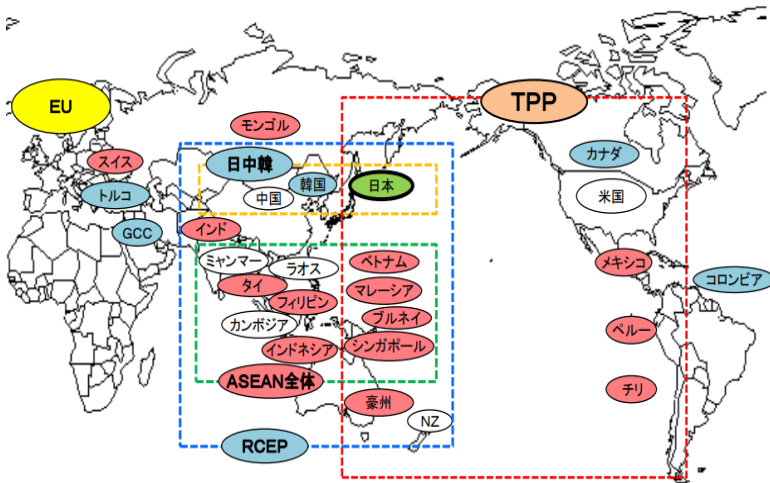 EU
TPP
モンゴル
スイス
日中韓
カナダ
トルコ
中国
韓国
日本
米国
GCC
インド
ミャンマー
ラオス
ベトナム
メキシコ
コロンビア
タイ
フィリピン
マレーシア
カンボジア
ブルネイ
ペルー
インドネシア
シンガポール
ASEAN全体
チリ
豪州
NZ
RCEP